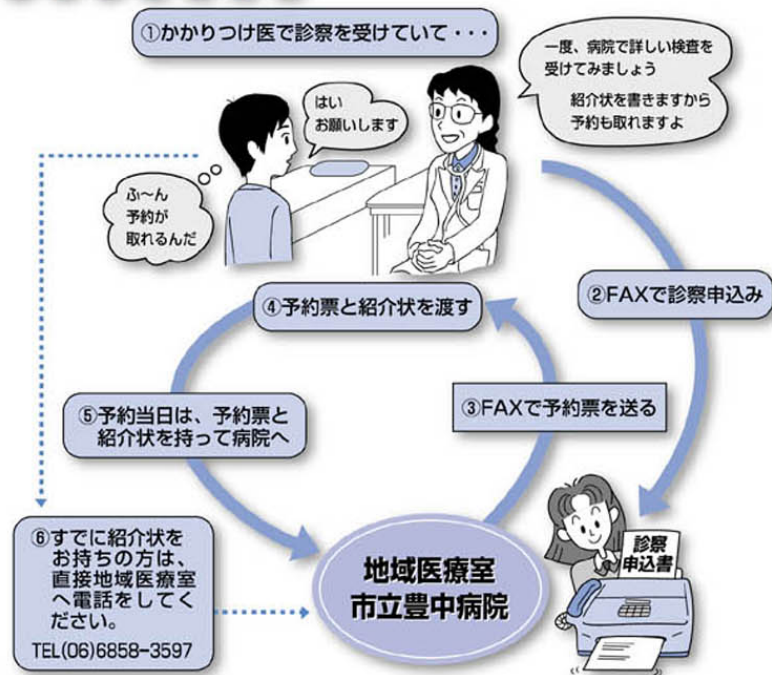 ①かかりつけ医で診察を受けていて・・・
一度、病院で詳しい検査を
受けてみましょう
紹介状を書きますから
予約も取れますよ
はい
お願いします
ふ〜ん
予約が
取れるんだ
②FAXで診察申込み
④予約票と紹介状を渡す
③FAXで予約票を送る
⑤予約当日は、予約票と
紹介状を持って病院へ
⑥すでに紹介状を
お持ちの方は、
直接地域医療室
へ電話をしてく
ださい。
TEL(06)6858-3597
地域医療室
市立豊中病院
診察
申込書